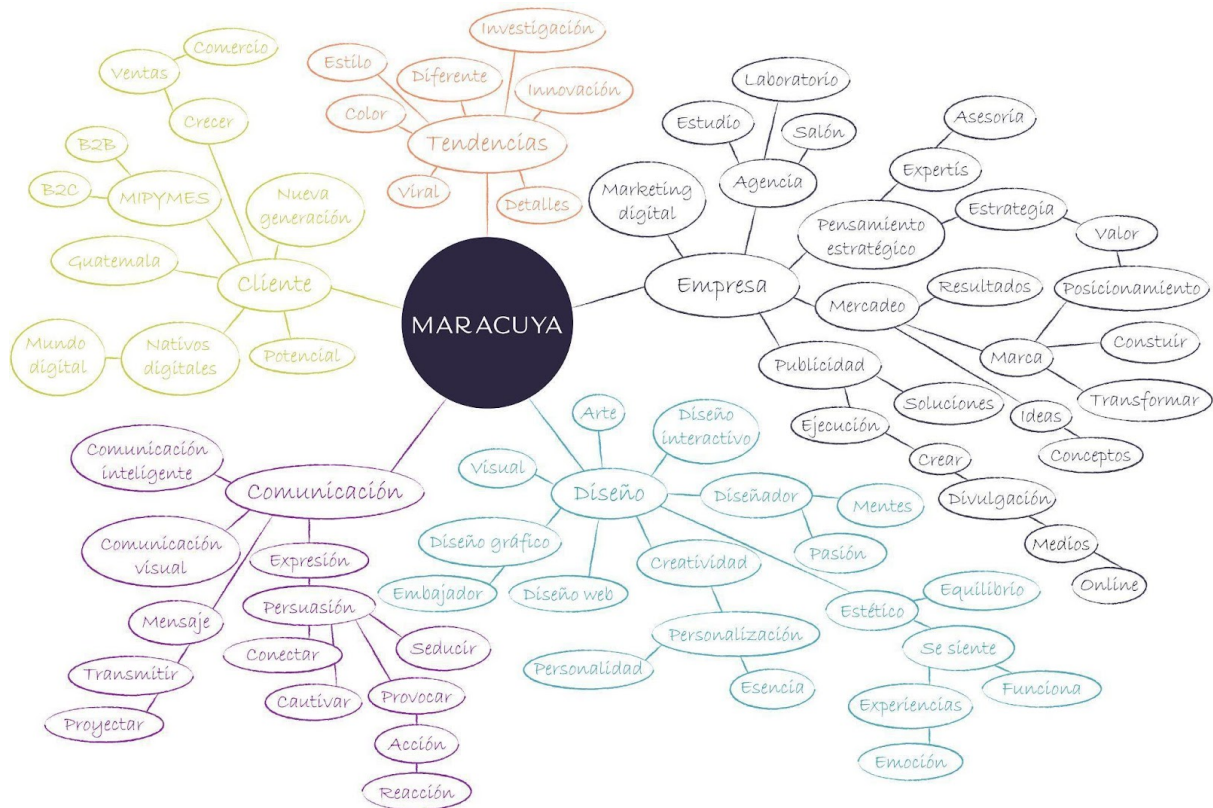 MARACUYA
Tendencias
Investigación
Estilo
Diferente
Innovación
Color
Viral
Detalles
Cliente
Comercio
Ventas
Crecer
B2B
B2C
MIPYMES
Nueva
generación
Guatemala
Mundo
digital
Nativos
digitales
Potencial
Empresa
Laboratorio
Estudio
Salón
Agencia
Marketing
digital
Asesoría
Expertís
Pensamiento
estratégico
Estrategia
Valor
Posicionamiento
Mercadeo
Resultados
Marca
Constuir
Transformar
Ideas
Conceptos
Publicidad
Soluciones
Ejecución
Crear
Divulgación
Medios
Online
Comunicación
Comunicación
inteligente
Comunicación
visual
Mensaje
Transmitir
Proyectar
Expresión
Persuasión
Conectar
Cautivar
Seducir
Provocar
Acción
Reacción
Diseño
Arte
Diseño
interactivo
Visual
Diseñador
Mentes
Pasión
Diseño gráfico
Embajador
Diseño web
Creatividad
Personalización
Personalidad
Esencia
Estético
Equilibrio
Se siente
Funciona
Experiencias
Emoción